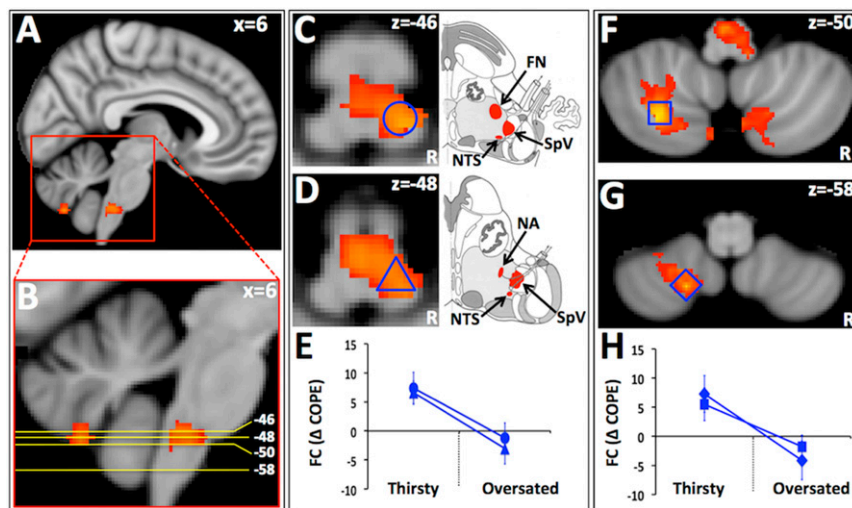 A
x=6
B
x=6
-46
-48
-50
-58
C
z=-46
R
FN
NTS
SpV
D
z=-48
R
NA
NTS
SpV
E
FC (Δ COPE)
15
10
5
0
-5
-10
Thirsty
Oversated
F
z=-50
R
G
z=-58
R
H
FC (Δ COPE)
15
10
5
0
-5
-10
Thirsty
Oversated